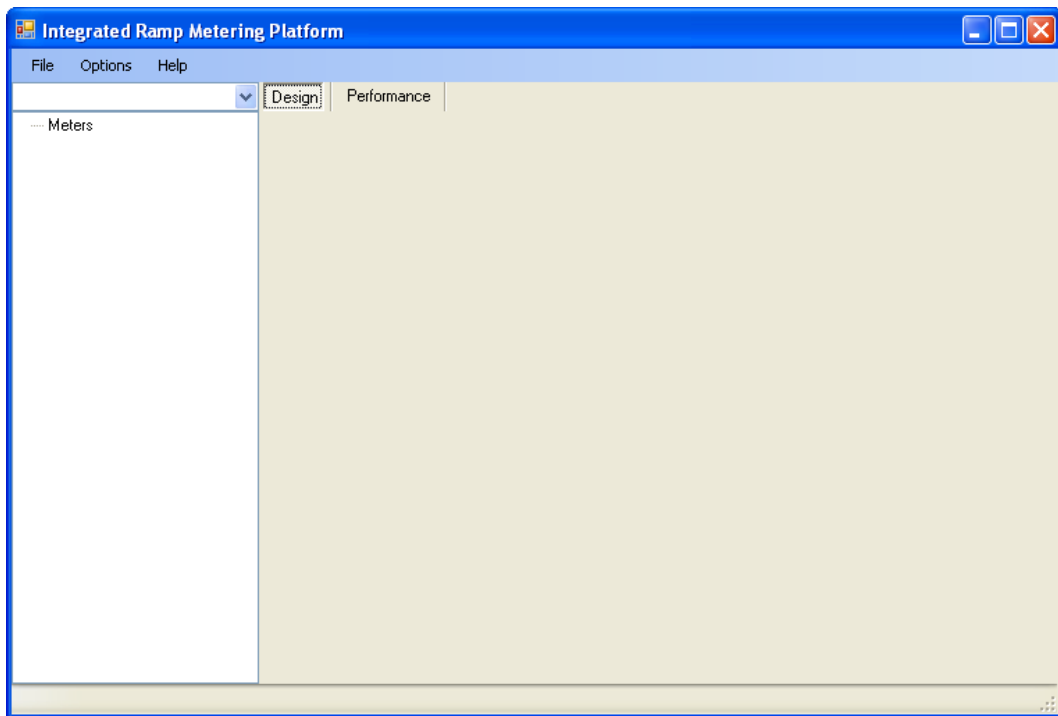 Integrated Ramp Metering Platform
File Options Help
Design Performance
Meters